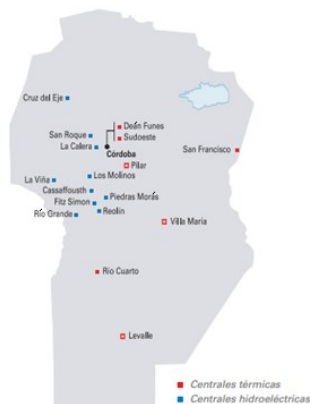 Cruz del Eje
Deán Funes
San Roque
Sudoeste
La Calera
Córdoba
San Francisco
Pilar
La Viña
Los Molinos
Cassaffousth
Piedras Moras
Fitz Simon
Reolin
Río Grande
Villa María
Río Cuarto
Levalle
Centrales térmicas
Centrales hidroeléctricas